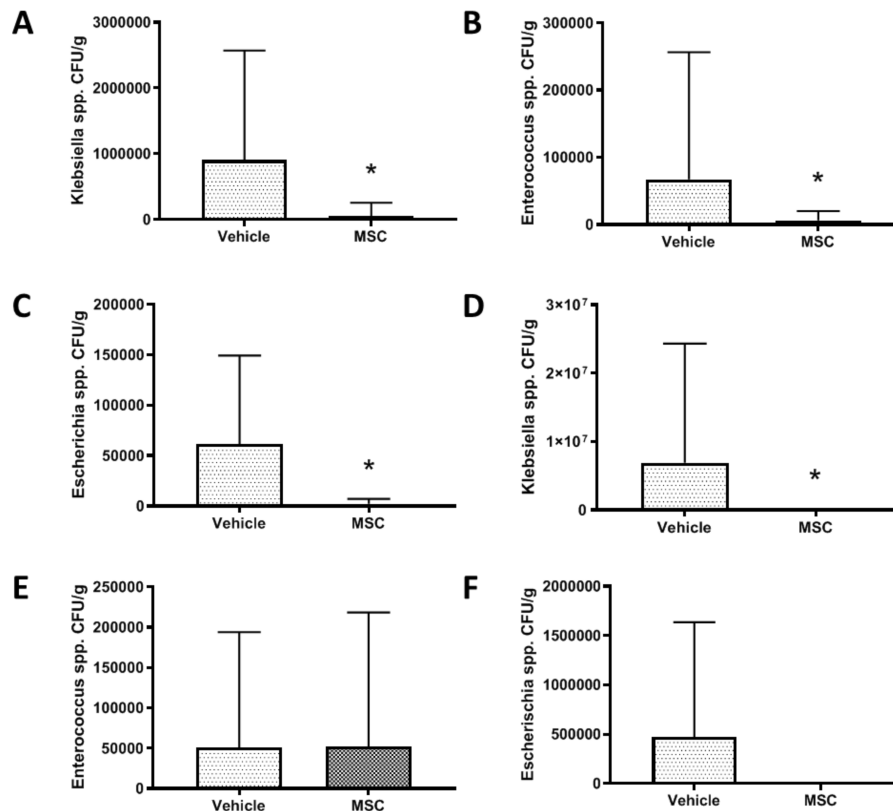 A
Klebsiella spp. CFU/g
3000000
2000000
1000000
0
*
Vehicle
MSC
B
Enterococcus spp. CFU/g
300000
200000
100000
0
*
Vehicle
MSC
C
Escherichia spp. CFU/g
200000
150000
100000
50000
0
*
Vehicle
MSC
D
Klebsiella spp. CFU/g
3×10⁷
2×10⁷
1×10⁷
0
*
Vehicle
MSC
E
Enterococcus spp. CFU/g
250000
200000
150000
100000
50000
0
Vehicle
MSC
F
Escherischia spp. CFU/g
2000000
1500000
1000000
500000
0
Vehicle
MSC